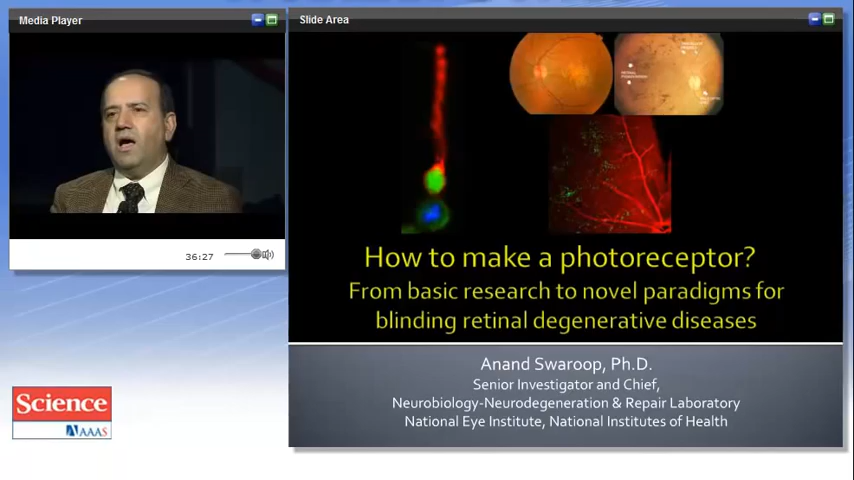 Media Player
Slide Area
36:27
How to make a photoreceptor?
From basic research to novel paradigms for
blinding retinal degenerative diseases
Anand Swaroop, Ph.D.
Senior Investigator and Chief,
Neurobiology-Neurodegeneration & Repair Laboratory
National Eye Institute, National Institutes of Health
Science
AAAS